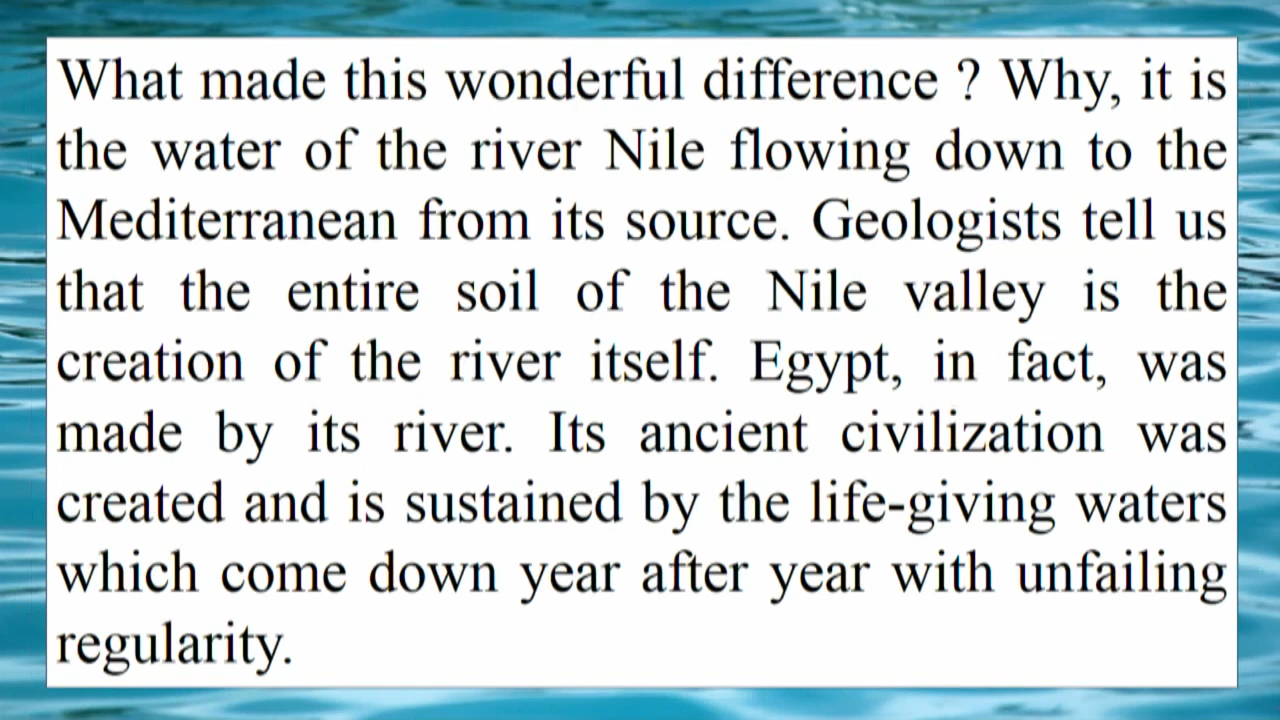 What made this wonderful difference ? Why, it is
the water of the river Nile flowing down to the
Mediterranean from its source. Geologists tell us
that the entire soil of the Nile valley is the
creation of the river itself. Egypt, in fact, was
made by its river. Its ancient civilization was
created and is sustained by the life-giving waters
which come down year after year with unfailing
regularity.